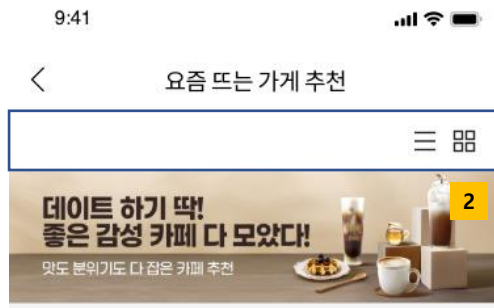 9:41
요즘 뜨는 가게 추천
데이트 하기 딱!
좋은 감성 카페 다 모았다!
맛도 분위기도 다 잡은 카페 추천
2